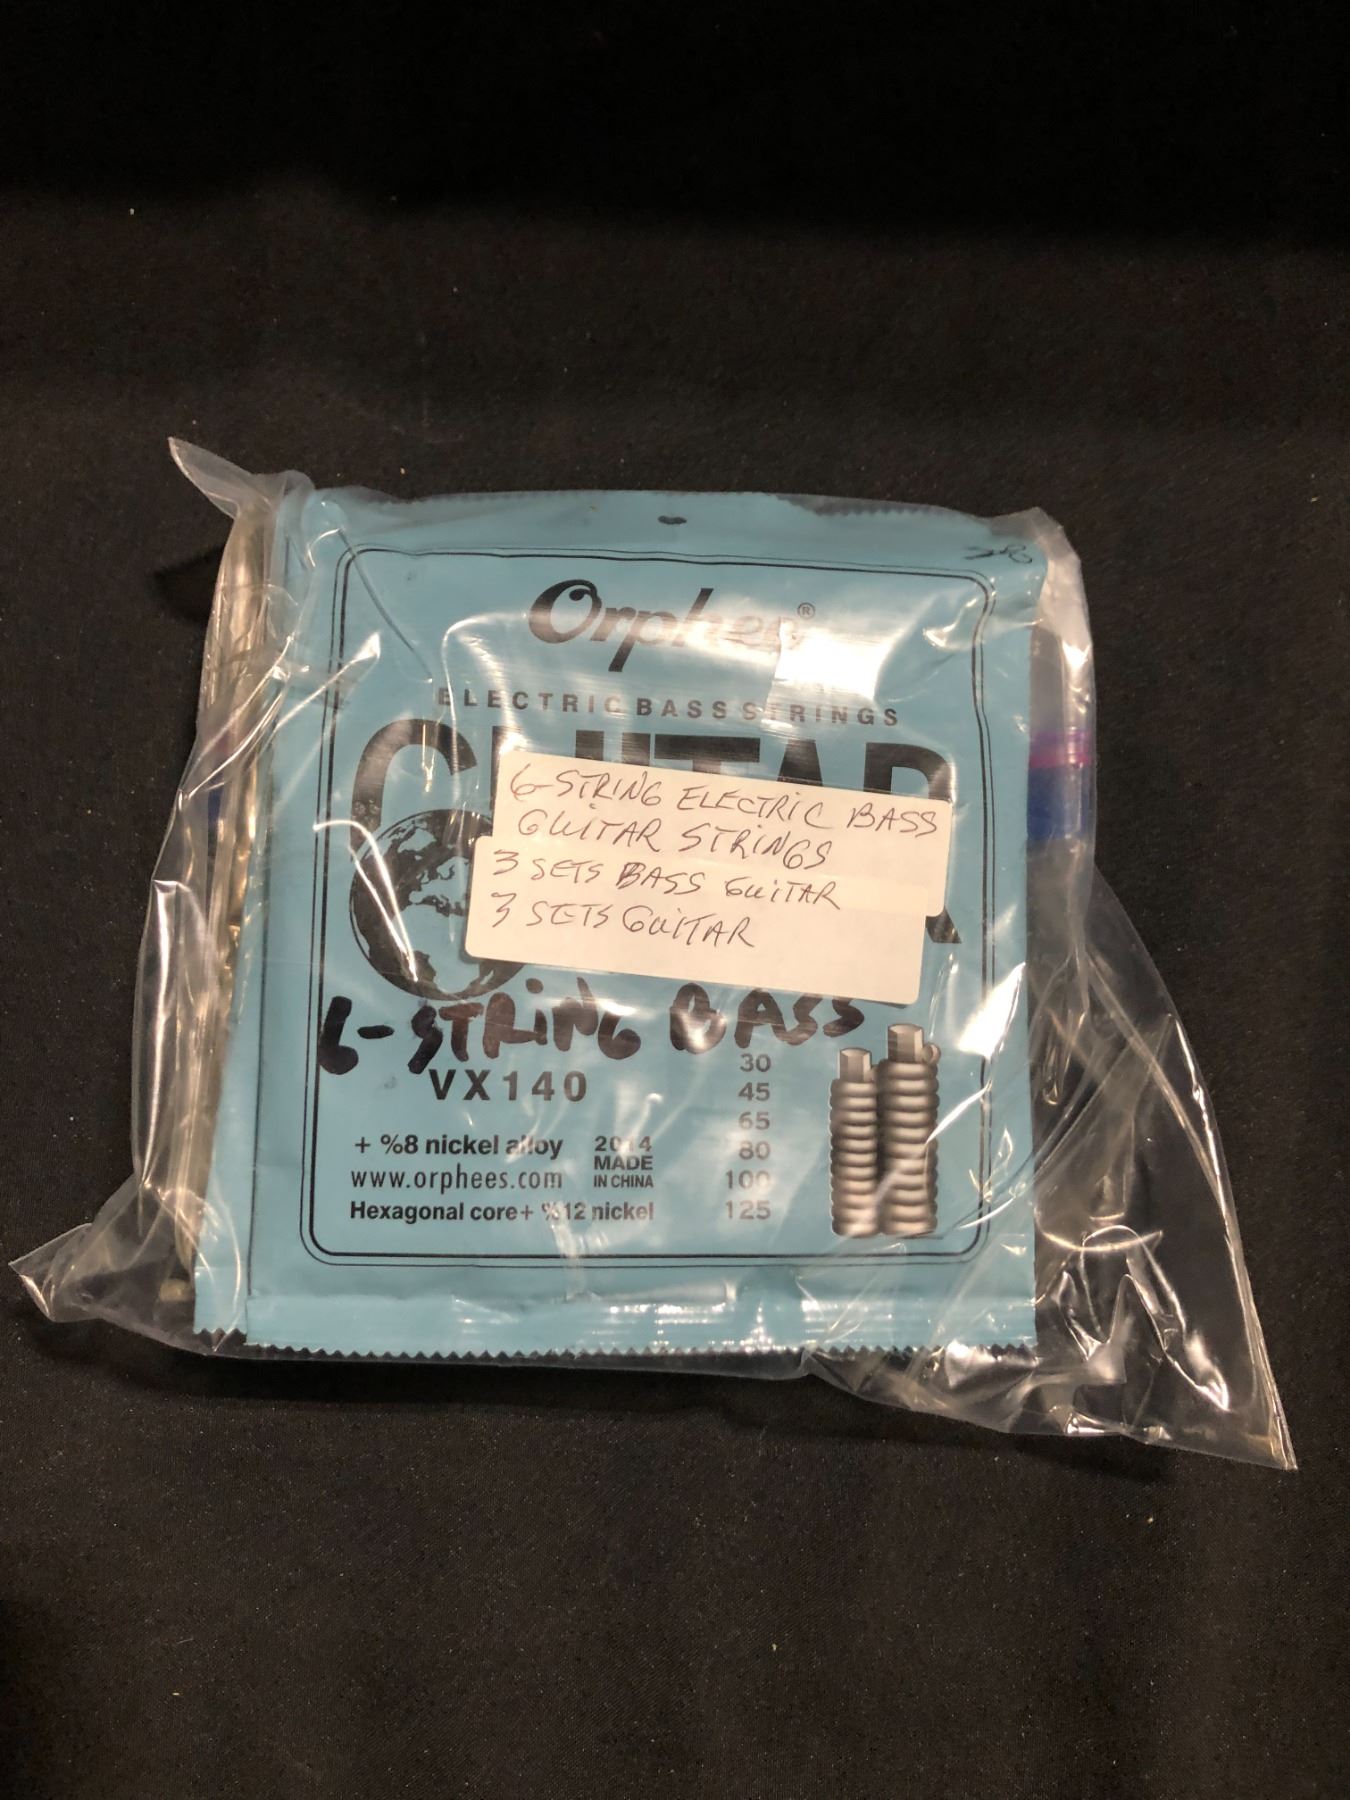 Orphee®
ELECTRIC BASS STRINGS
GUITAR
6-STRING ELECTRIC BASS
GUITAR STRINGS
3 SETS BASS GUITAR
3 SETS GUITAR
6-STRING BASS
VX140
30
45
65
80
100
125
+ %8 nickel alloy
www.orphees.com
Hexagonal core+ %12 nickel
2014
MADE
IN CHINA